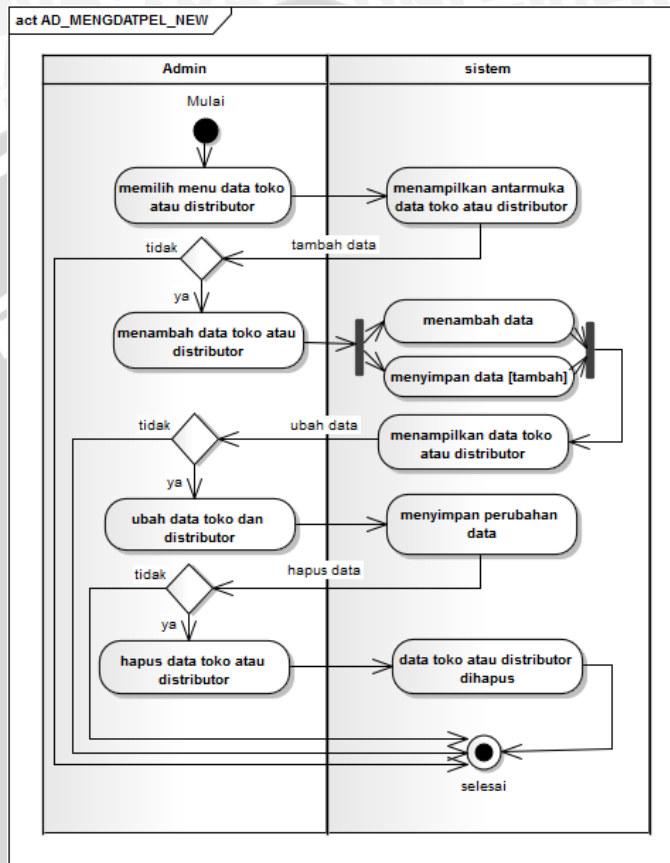 act AD_MENGDATPEL_NEW
Admin
sistem
Mulai
memilih menu data toko
atau distributor
menampilkan antarmuka
data toko atau distributor
tidak
tambah data
ya
menambah data toko atau
distributor
menambah data
menyimpan data [tambah]
tidak
ubah data
menampilkan data toko
atau distributor
ya
ubah data toko dan
distributor
menyimpan perubahan
data
tidak
hapus data
ya
hapus data toko atau
distributor
data toko atau distributor
dihapus
selesai